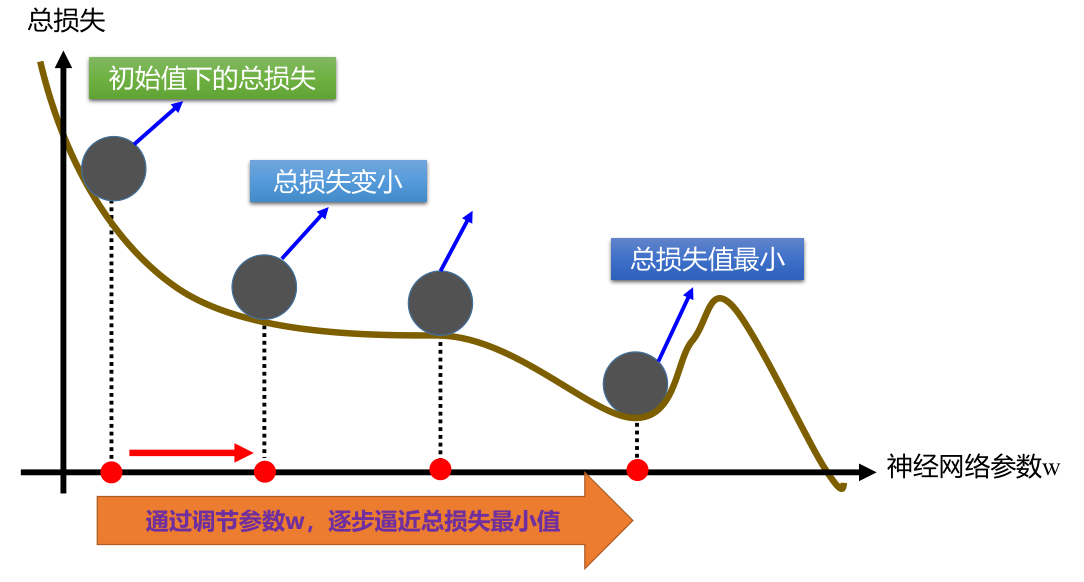 总损失
初始值下的总损失
总损失变小
总损失值最小
神经网络参数w
通过调节参数w，逐步逼近总损失最小值